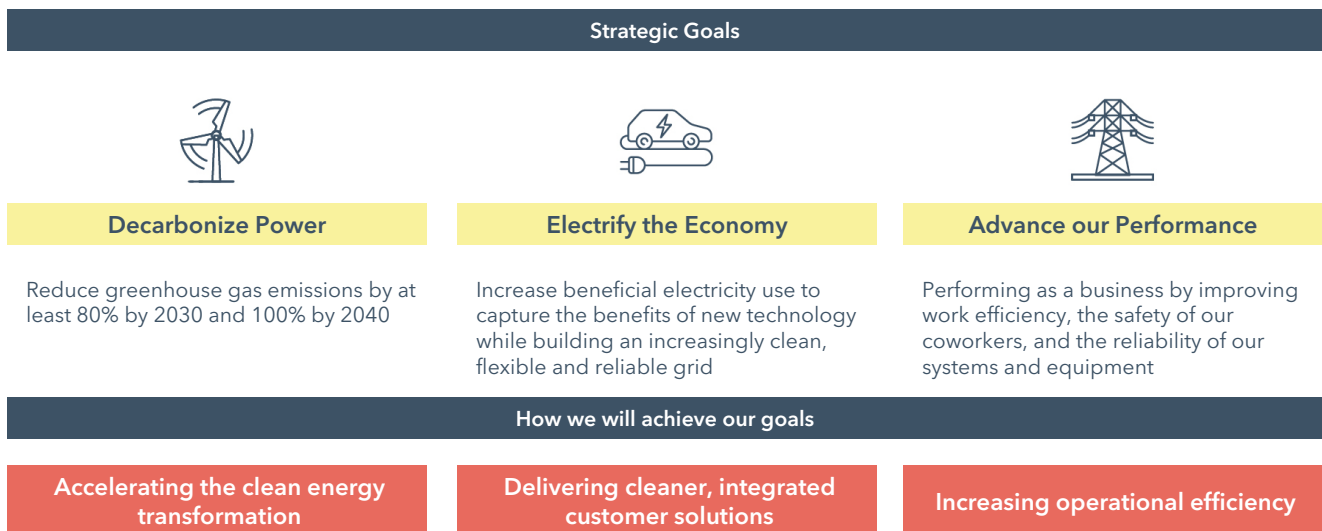 Strategic Goals
Decarbonize Power
Reduce greenhouse gas emissions by at
least 80% by 2030 and 100% by 2040
Electrify the Economy
Increase beneficial electricity use to
capture the benefits of new technology
while building an increasingly clean,
flexible and reliable grid
Advance our Performance
Performing as a business by improving
work efficiency, the safety of our
coworkers, and the reliability of our
systems and equipment
How we will achieve our goals
Accelerating the clean energy
transformation
Delivering cleaner, integrated
customer solutions
Increasing operational efficiency